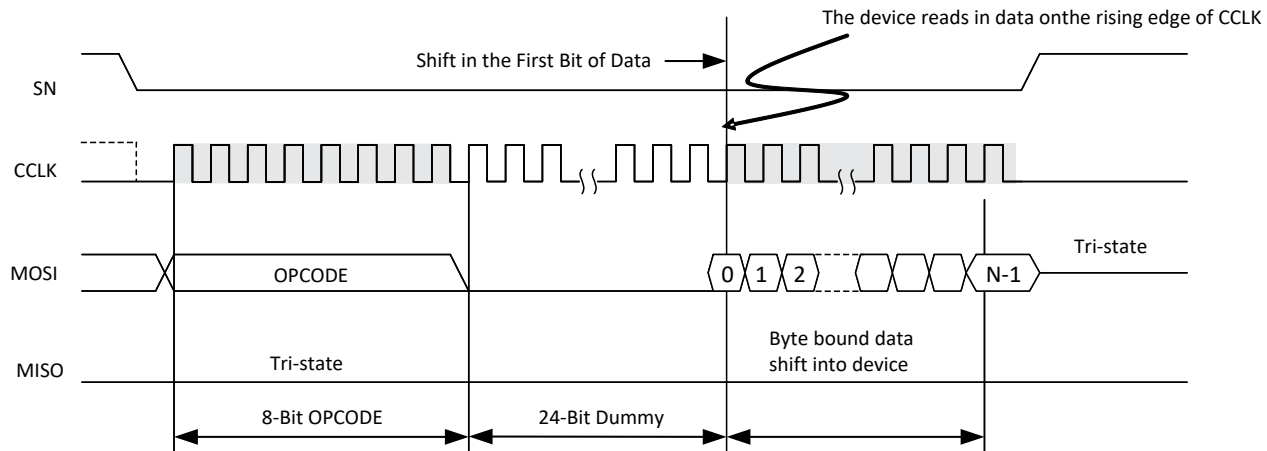 The device reads in data onthe rising edge of CCLK
Shift in the First Bit of Data
SN
CCLK
MOSI
OPCODE
0
1
2
N-1
Tri-state
MISO
Tri-state
Byte bound data
shift into device
8-Bit OPCODE
24-Bit Dummy